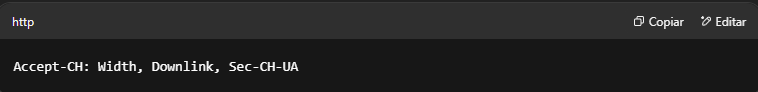 http
Copiar
Editar
Accept-CH: Width, Downlink, Sec-CH-UA